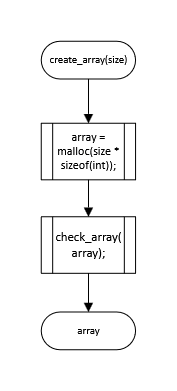 create_array(size)
array =
malloc(size *
sizeof(int));
check_array(
array);
array